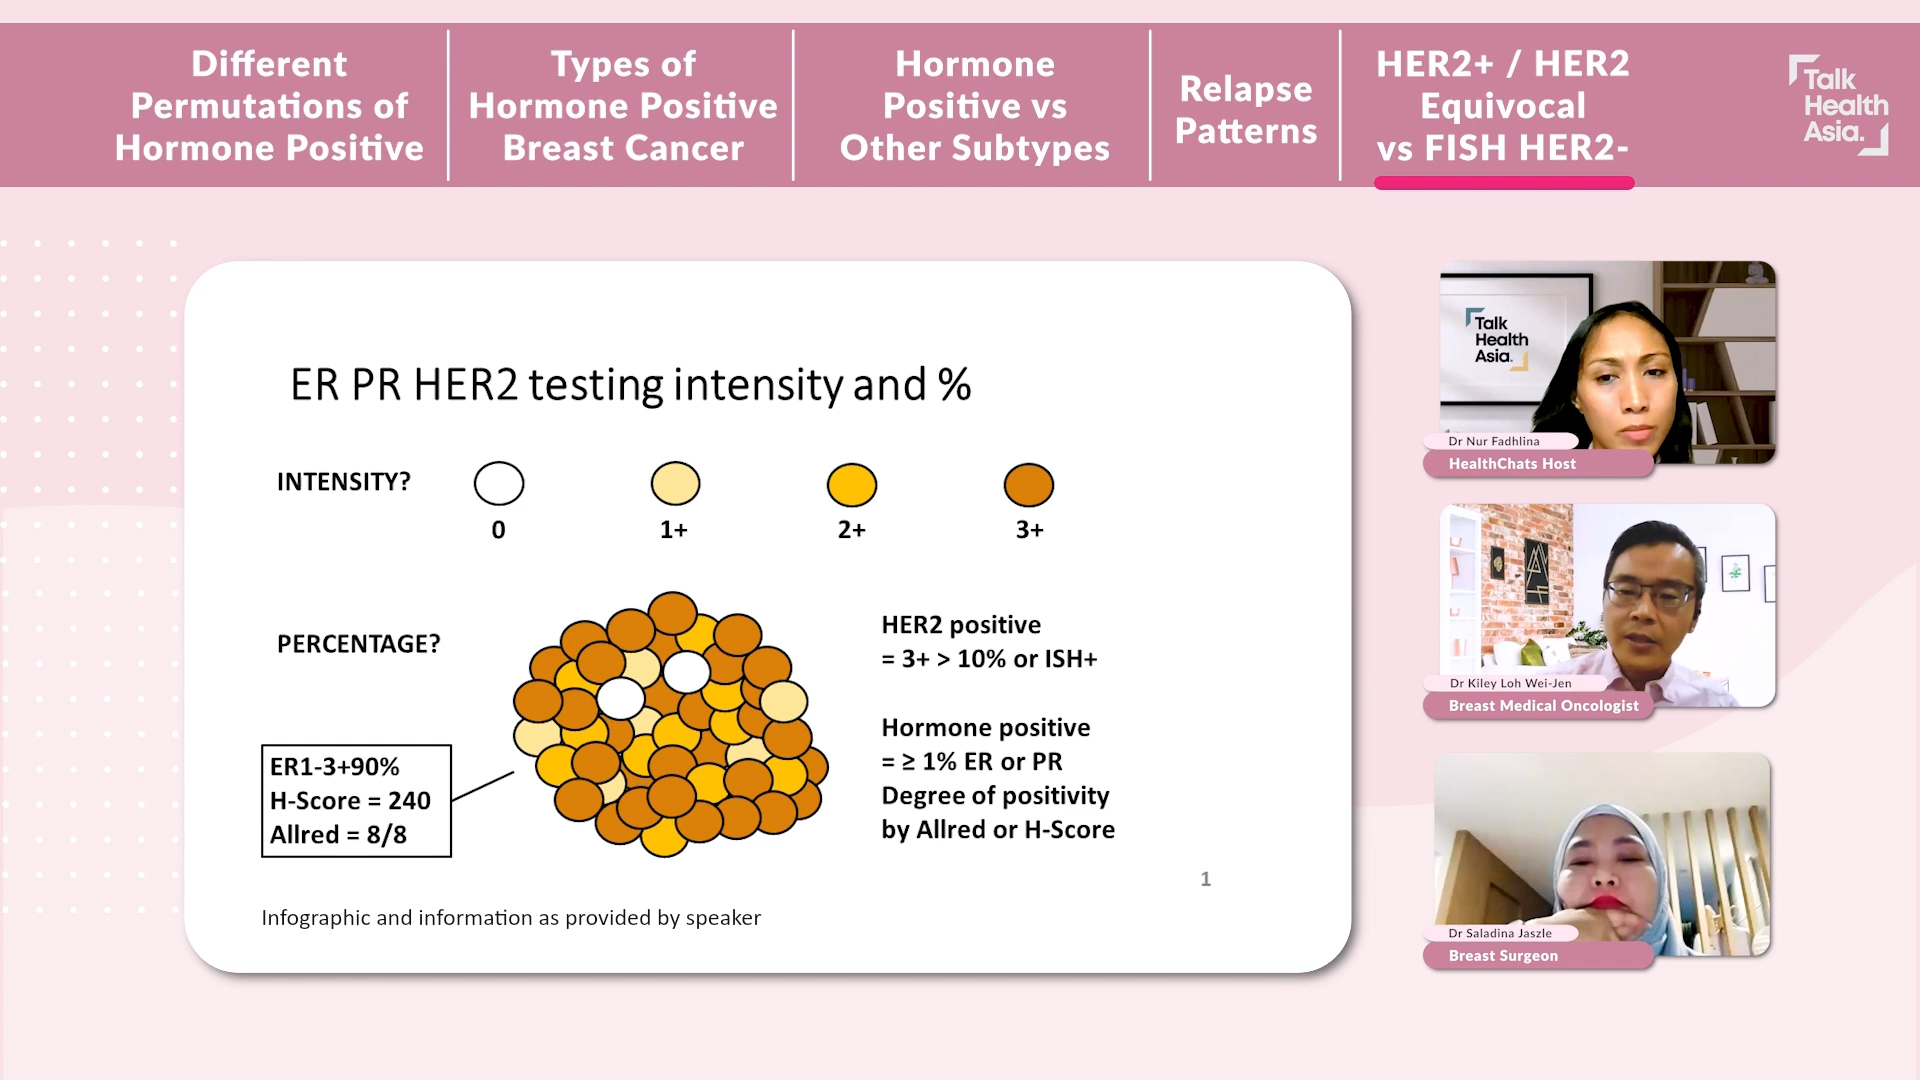 Different
Permutations of
Hormone Positive
Types of
Hormone Positive
Breast Cancer
Hormone
Positive vs
Other Subtypes
Relapse
Patterns
HER2+ / HER2
Equivocal
vs FISH HER2-
Talk
Health
Asia.
ER PR HER2 testing intensity and %
INTENSITY?
0
1+
2+
3+
PERCENTAGE?
HER2 positive
= 3+ > 10% or ISH+
Hormone positive
= ≥ 1% ER or PR
Degree of positivity
by Allred or H-Score
ER1-3+90%
H-Score = 240
Allred = 8/8
1
Infographic and information as provided by speaker
Talk
Health
Asia.
Dr Nur Fadhlina
HealthChats Host
Dr Kiley Loh Wei-Jen
Breast Medical Oncologist
Dr Saladina Jaszle
Breast Surgeon